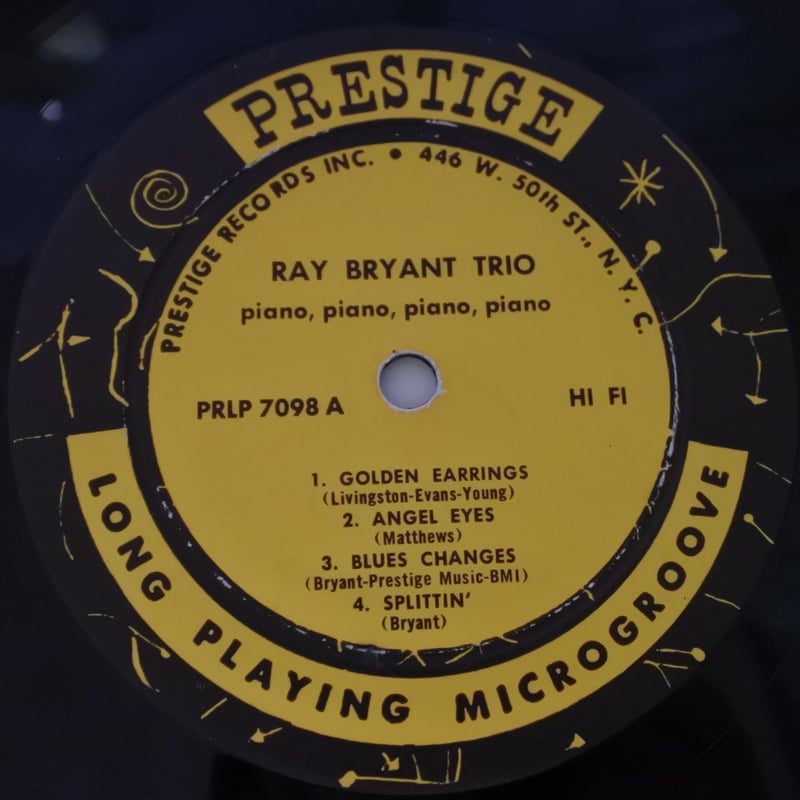 PRESTIGE
PRESTIGE RECORDS INC. • 446 W. 50th ST., N. Y. C.
RAY BRYANT TRIO
piano, piano, piano, piano
PRLP 7098 A
HI FI
1. GOLDEN EARRINGS
(Livingston-Evans-Young)
2. ANGEL EYES
(Matthews)
3. BLUES CHANGES
(Bryant-Prestige Music-BMI)
4. SPLITTIN'
(Bryant)
LONG PLAYING MICROGROOVE